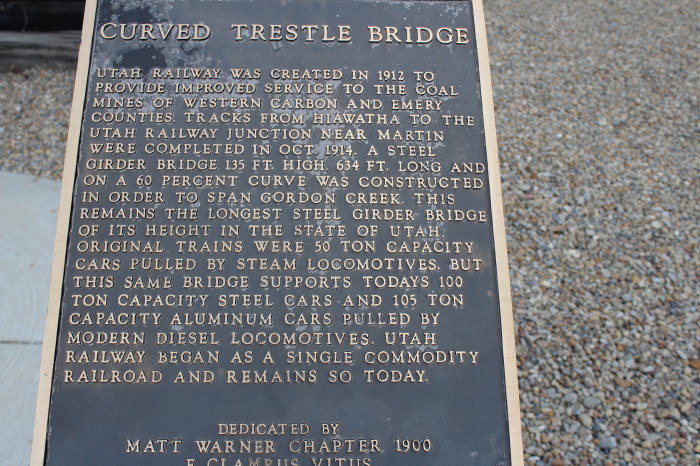 CURVED TRESTLE BRIDGE
UTAH RAILWAY WAS CREATED IN 1912 TO
PROVIDE IMPROVED SERVICE TO THE COAL
MINES OF WESTERN CARBON AND EMERY
COUNTIES. TRACKS FROM HIAWATHA TO THE
UTAH RAILWAY JUNCTION NEAR MARTIN
WERE COMPLETED IN OCT. 1914. A STEEL
GIRDER BRIDGE 135 FT. HIGH, 634 FT. LONG AND
ON A 60 PERCENT CURVE WAS CONSTRUCTED
IN ORDER TO SPAN GORDON CREEK. THIS
REMAINS THE LONGEST STEEL GIRDER BRIDGE
OF ITS HEIGHT IN THE STATE OF UTAH.
ORIGINAL TRAINS WERE 50 TON CAPACITY
CARS PULLED BY STEAM LOCOMOTIVES. BUT
THIS SAME BRIDGE SUPPORTS TODAYS 100
TON CAPACITY STEEL CARS AND 105 TON
CAPACITY ALUMINUM CARS PULLED BY
MODERN DIESEL LOCOMOTIVES. UTAH
RAILWAY BEGAN AS A SINGLE COMMODITY
RAILROAD AND REMAINS SO TODAY.
DEDICATED BY
MATT WARNER CHAPTER 1900
E CLAMPUS VITUS